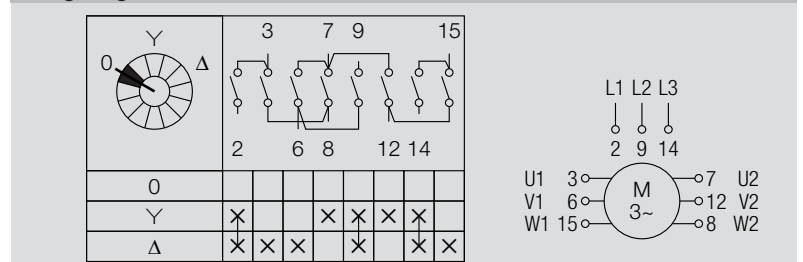 Y
0 Δ
3 7 9 15
2 6 8 12 14
0
Y × × × × ×
Δ × × × × × ×
L1 L2 L3
2 9 14
U1 3 7 U2
V1 6 12 V2
W1 15 8 W2
M
3~